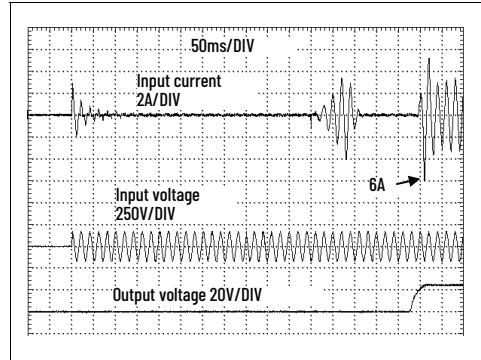 50ms/DIV
Input current
2A/DIV
6A
Input voltage
250V/DIV
Output voltage 20V/DIV